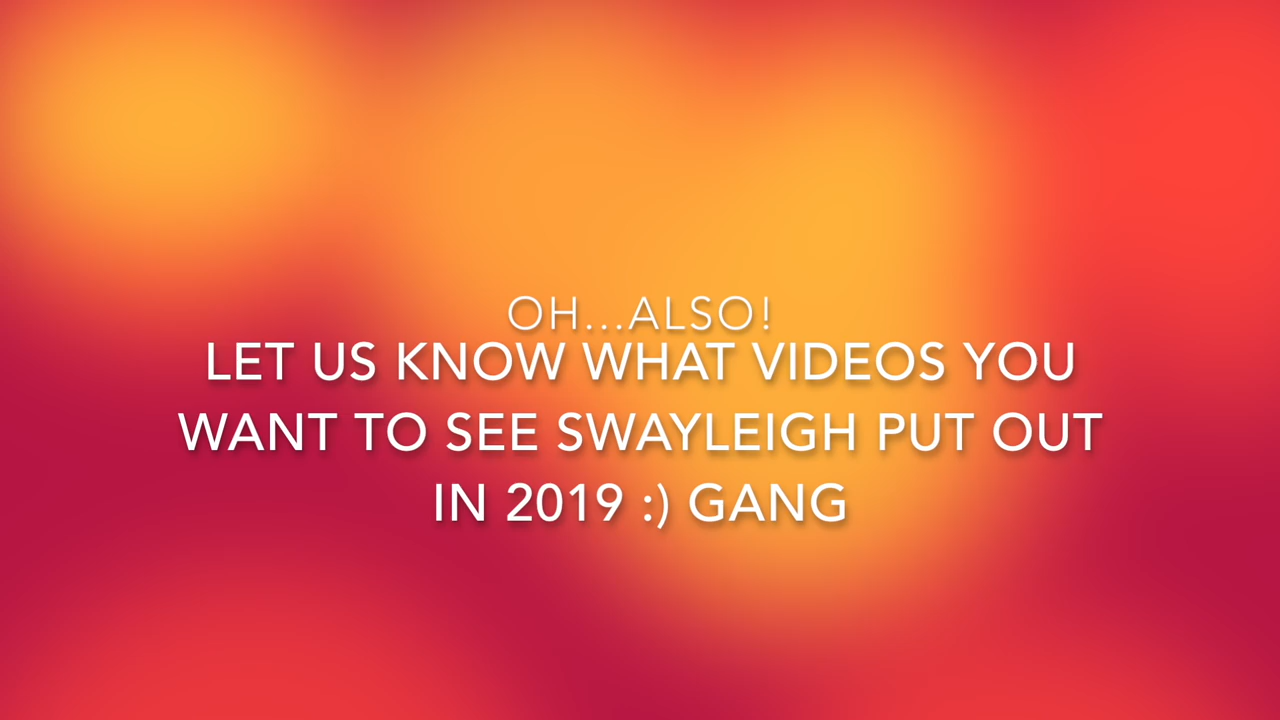 OH...ALSO!
LET US KNOW WHAT VIDEOS YOU
WANT TO SEE SWAYLEIGH PUT OUT
IN 2019 :) GANG